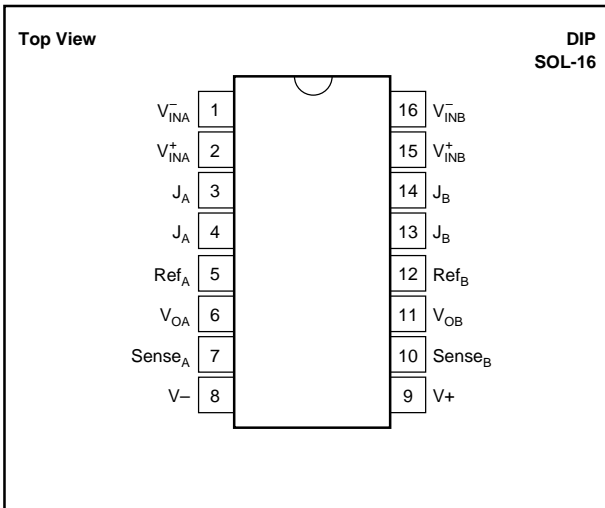 Top View DIP
SOL-16
V⁻INA 1 16 V⁻INB
V⁺INA 2 15 V⁺INB
JA 3 14 JB
JA 4 13 JB
RefA 5 12 RefB
VOA 6 11 VOB
SenseA 7 10 SenseB
V– 8 9 V+